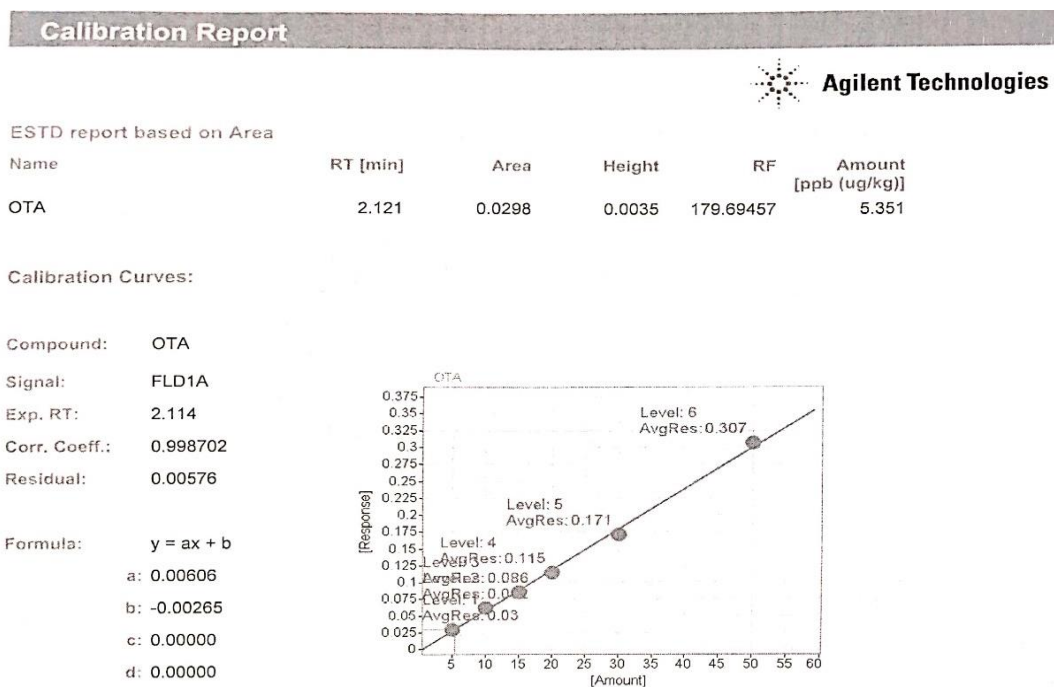 Calibration Report
Agilent Technologies
ESTD report based on Area
Name RT [min] Area Height RF Amount
[ppb (ug/kg)]
OTA 2.121 0.0298 0.0035 179.69457 5.351
Calibration Curves:
Compound: OTA
Signal: FLD1A
Exp. RT: 2.114
Corr. Coeff.: 0.998702
Residual: 0.00576
Formula: y = ax + b
a: 0.00606
b: -0.00265
c: 0.00000
d: 0.00000
OTA
[Response]
0.375
0.35
0.325
0.3
0.275
0.25
0.225
0.2
0.175
0.15
0.125
0.1
0.075
0.05
0.025
0
Level: 6
AvgRes: 0.307
Level: 5
AvgRes: 0.171
Level: 4
AvgRes: 0.115
AvgRes: 0.086
Level: 1
AvgRes: 0.03
5 10 15 20 25 30 35 40 45 50 55 60
[Amount]